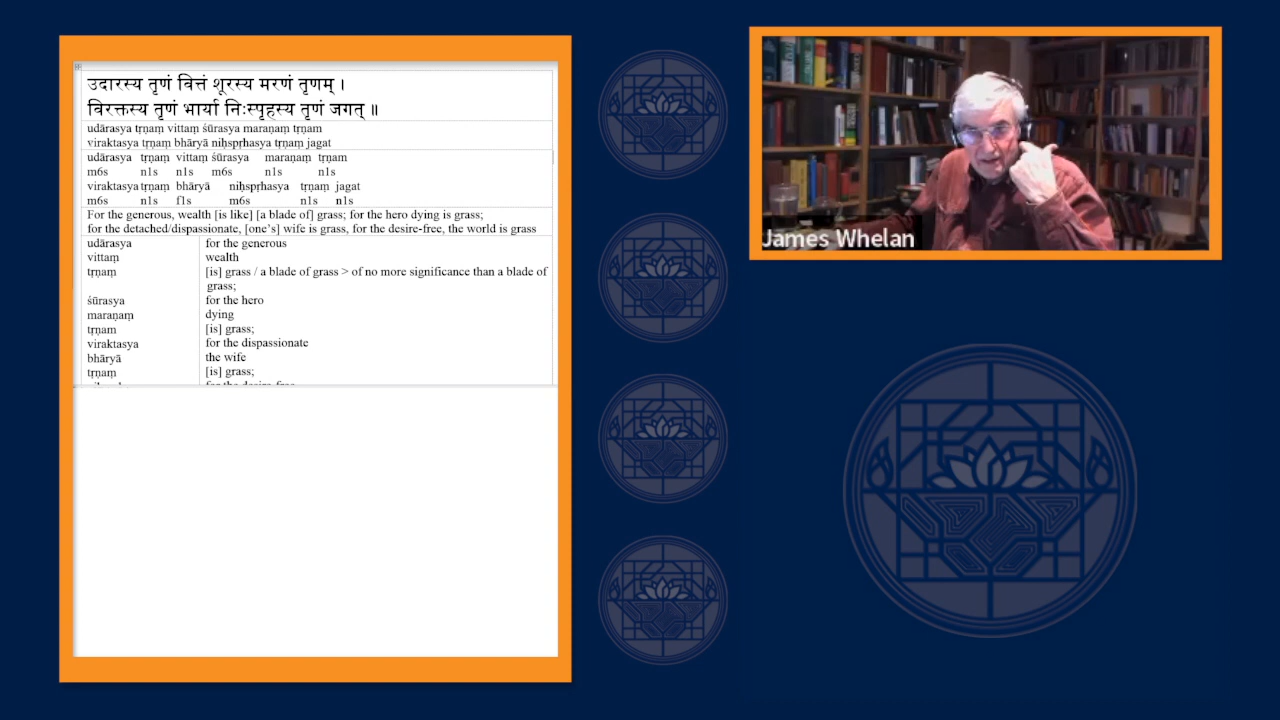 उदारस्य तृणं वित्तं शूरस्य मरणं तृणम् ।
विरक्तस्य तृणं भार्या निःस्पृहस्य तृणं जगत् ॥
udārasya tṛṇaṃ vittaṃ śūrasya maraṇaṃ tṛṇam
viraktasya tṛṇaṃ bhāryā niḥspṛhasya tṛṇaṃ jagat
udārasya tṛṇaṃ vittaṃ śūrasya maraṇaṃ tṛṇam
m6s n1s n1s m6s n1s n1s
viraktasya tṛṇaṃ bhāryā niḥspṛhasya tṛṇaṃ jagat
m6s n1s f1s m6s n1s n1s
For the generous, wealth [is like] [a blade of] grass; for the hero dying is grass;
for the detached/dispassionate, [one's] wife is grass, for the desire-free, the world is grass
udārasya for the generous
vittaṃ wealth
tṛṇaṃ [is] grass / a blade of grass > of no more significance than a blade of
grass;
śūrasya for the hero
maraṇaṃ dying
tṛṇam [is] grass;
viraktasya for the dispassionate
bhāryā the wife
tṛṇaṃ [is] grass;
James Whelan